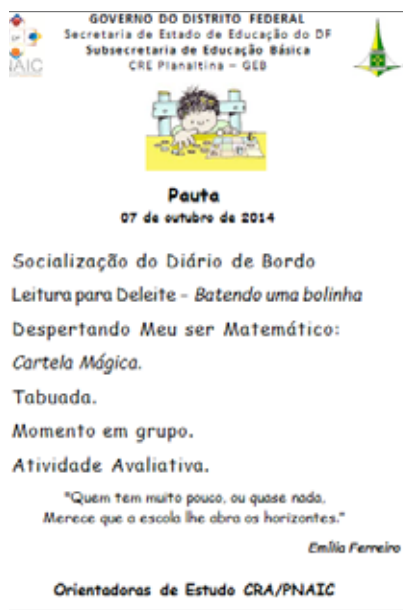 GOVERNO DO DISTRITO FEDERAL
Secretaria de Estado de Educação do DF
Subsecretaria de Educação Básica
CRE Planaltina – GEB
Pauta
07 de outubro de 2014
Socialização do Diário de Bordo
Leitura para Deleite – Batendo uma bolinha
Despertando Meu ser Matemático:
Cartela Mágica.
Tabuada.
Momento em grupo.
Atividade Avaliativa.
"Quem tem muito pouco, ou quase nada,
Merece que a escola lhe abra os horizontes."
Emília Ferreiro
Orientadoras de Estudo CRA/PNAIC